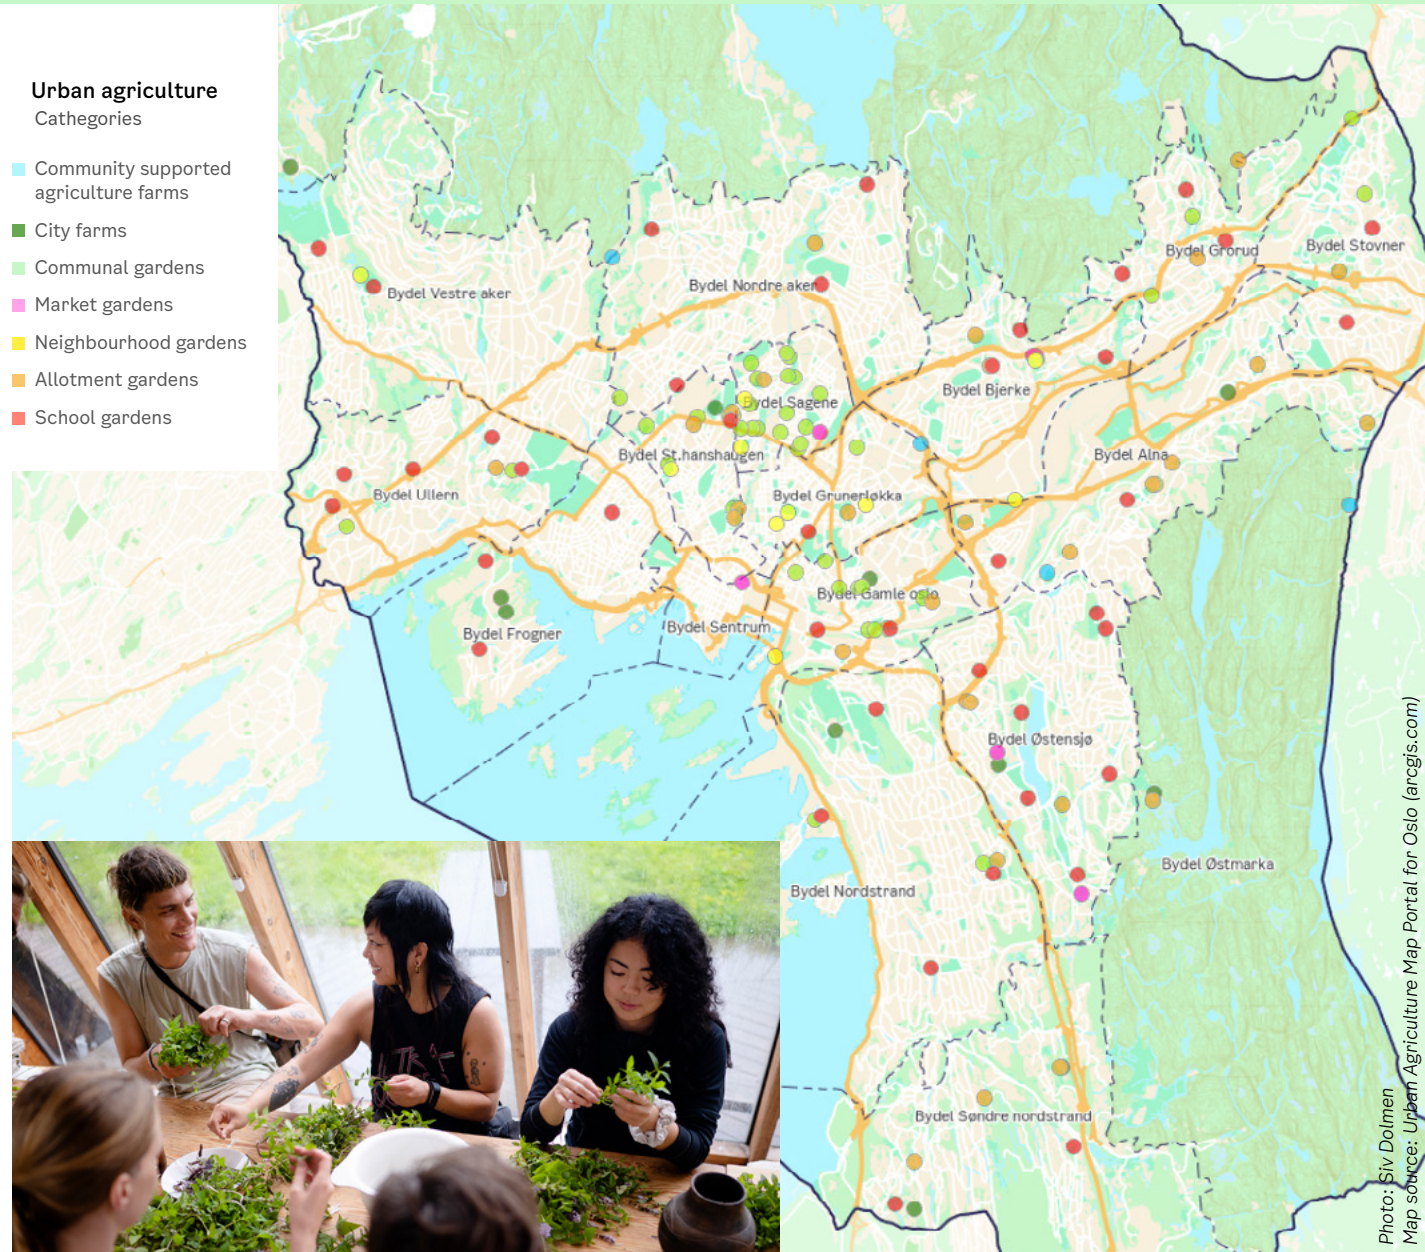 Urban agriculture
Cathegories
Community supported
agriculture farms
City farms
Communal gardens
Market gardens
Neighbourhood gardens
Allotment gardens
School gardens
Bydel Grorud
Bydel Stovner
Bydel Nordre aker
Bydel Vestre aker
Bydel Bjerke
Bydel Sagene
Bydel St.hanshaugen
Bydel Alna
Bydel Ullern
Bydel Grunerløkka
Bydel Gamle oslo
Bydel Sentrum
Bydel Frogner
Bydel Østensjø
Bydel Østmarka
Bydel Nordstrand
Bydel Søndre nordstrand
Photo: Siv Dolmen
Map source: Urban Agriculture Map Portal for Oslo (arcgis.com)